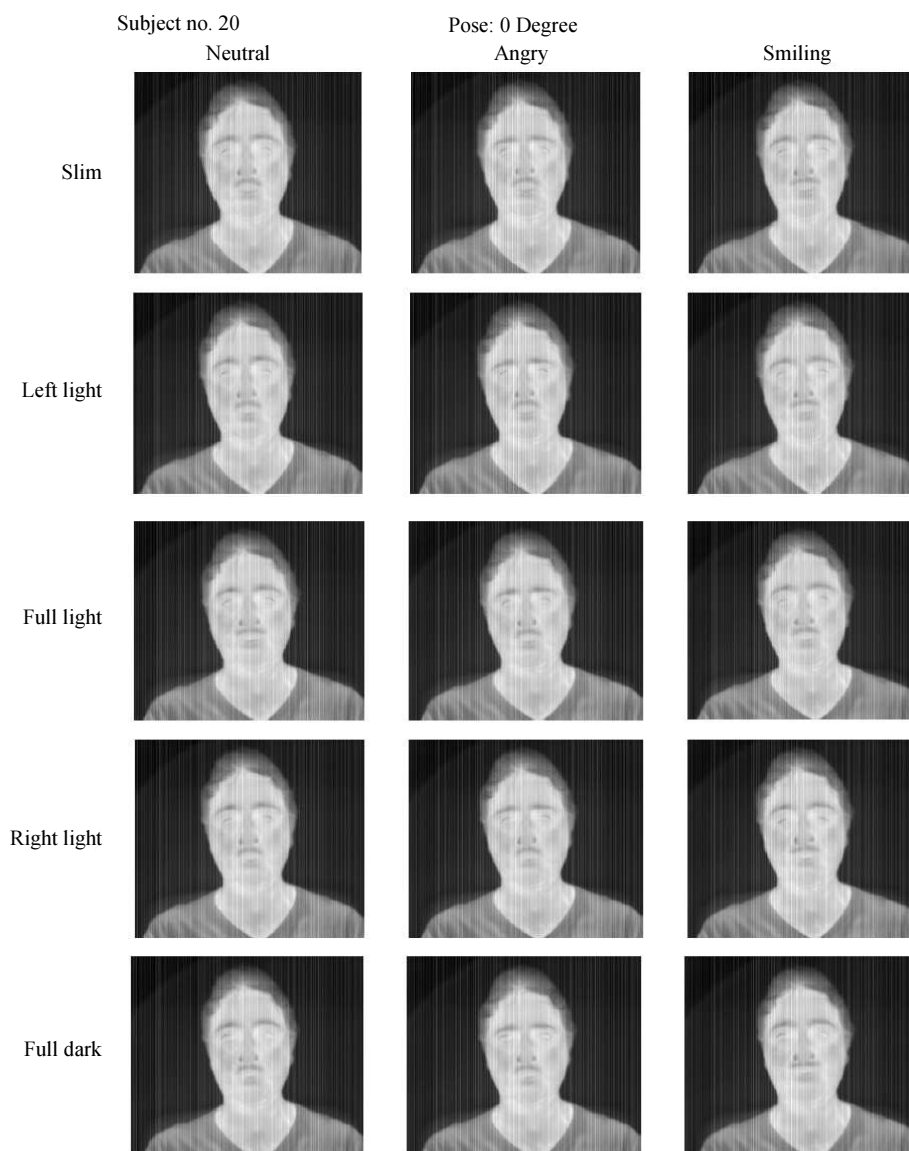 Subject no. 20 Pose: 0 Degree
Neutral Angry Smiling
Slim
Left light
Full light
Right light
Full dark